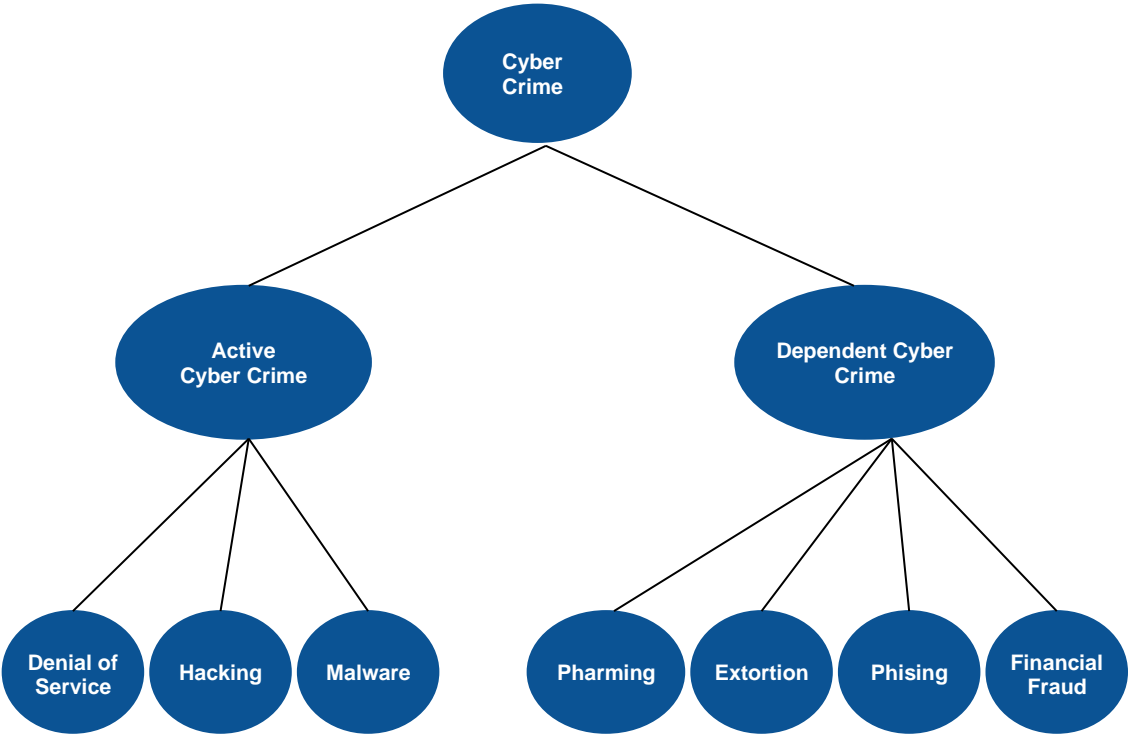 Cyber
Crime
Active
Cyber Crime
Dependent Cyber
Crime
Denial of
Service
Hacking
Malware
Pharming
Extortion
Phising
Financial
Fraud